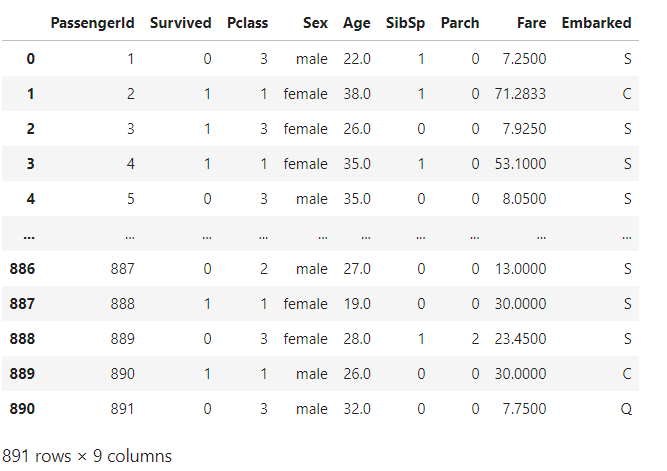 PassengerId Survived Pclass Sex Age SibSp Parch Fare Embarked
0 1 0 3 male 22.0 1 0 7.2500 S
1 2 1 1 female 38.0 1 0 71.2833 C
2 3 1 3 female 26.0 0 0 7.9250 S
3 4 1 1 female 35.0 1 0 53.1000 S
4 5 0 3 male 35.0 0 0 8.0500 S
... ... ... ... ... ... ... ... ... ...
886 887 0 2 male 27.0 0 0 13.0000 S
887 888 1 1 female 19.0 0 0 30.0000 S
888 889 0 3 female 28.0 1 2 23.4500 S
889 890 1 1 male 26.0 0 0 30.0000 C
890 891 0 3 male 32.0 0 0 7.7500 Q
891 rows × 9 columns